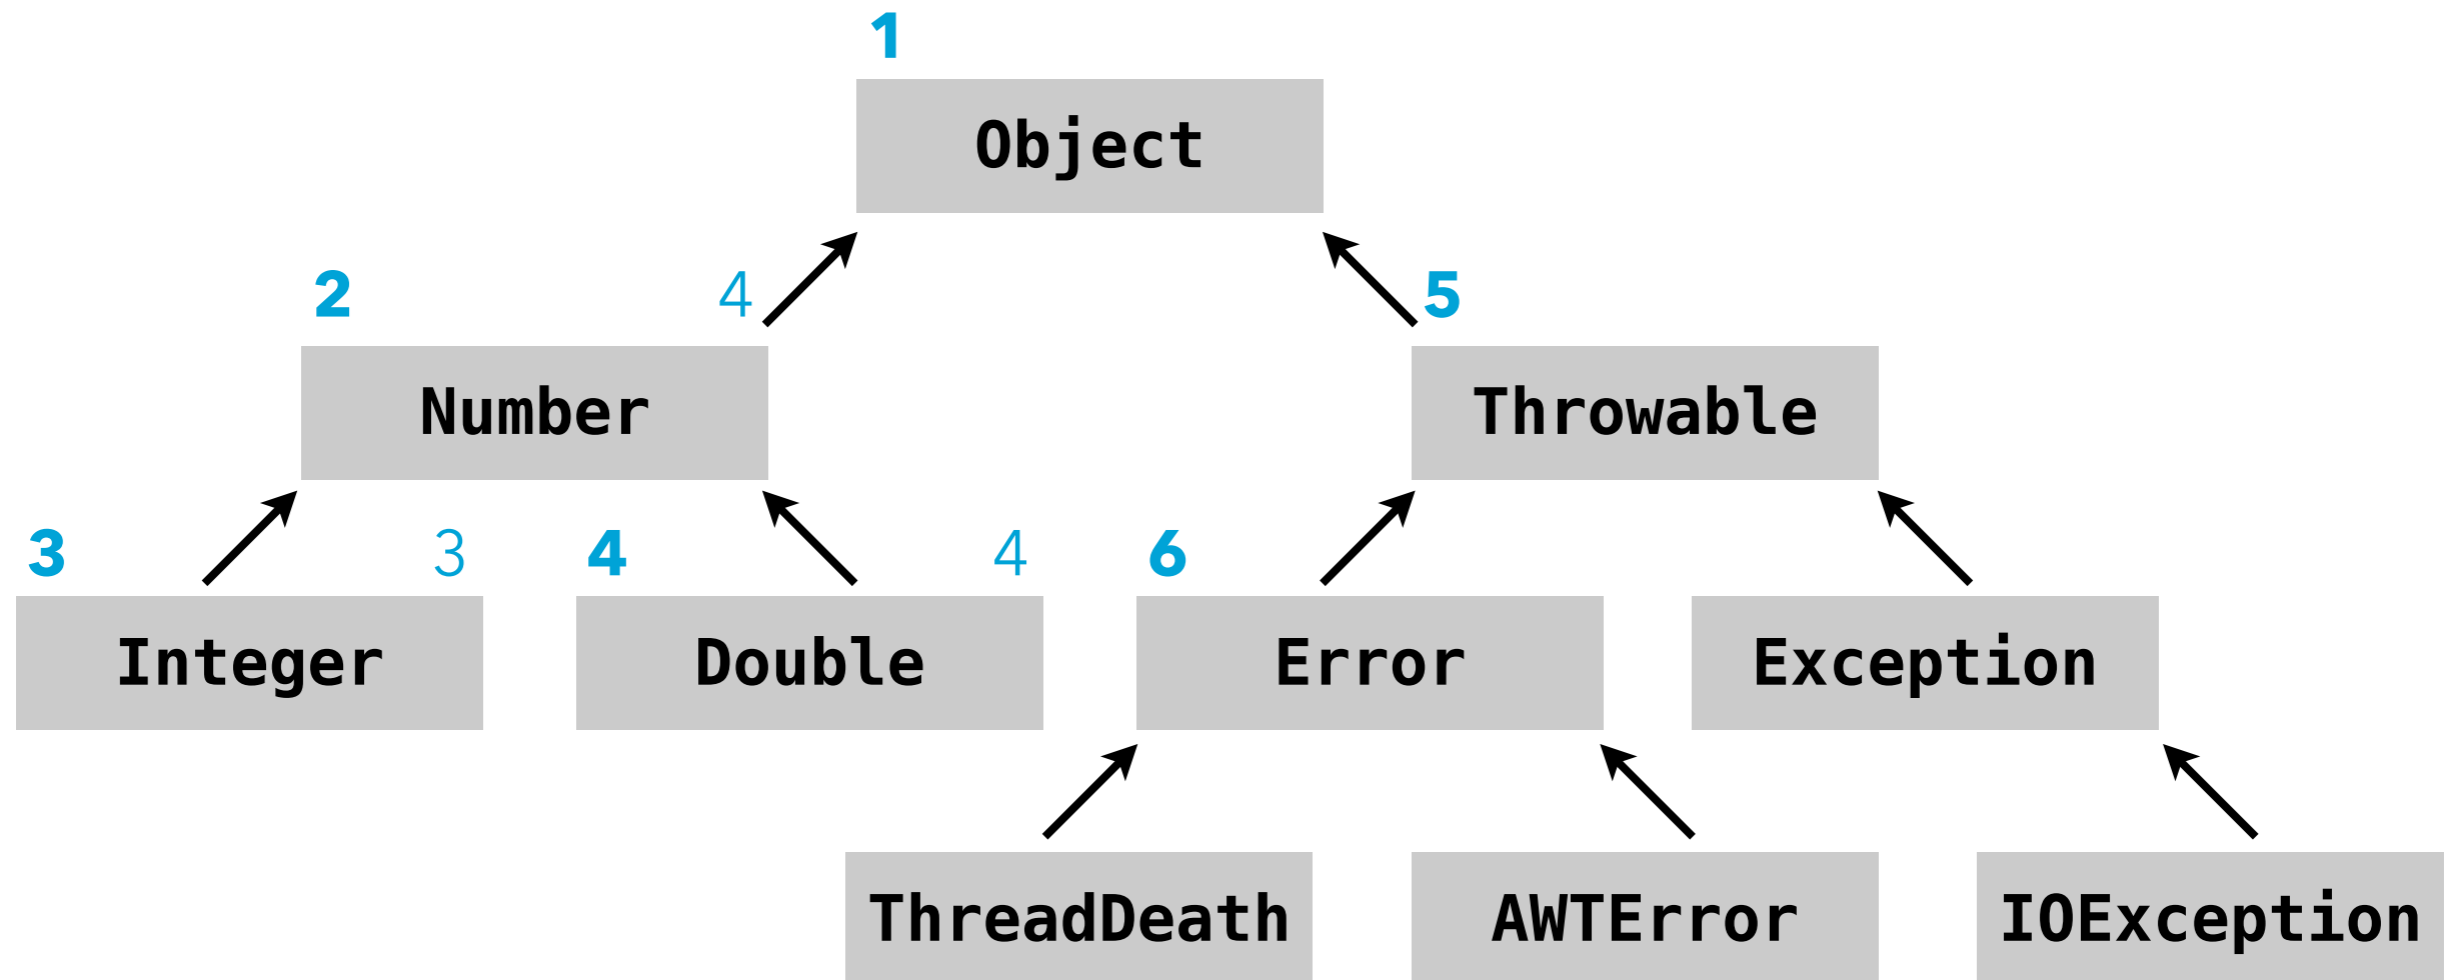 1
Object
2 4 5
Number Throwable
3 3 4 4 6
Integer Double Error Exception
ThreadDeath AWTError IOException